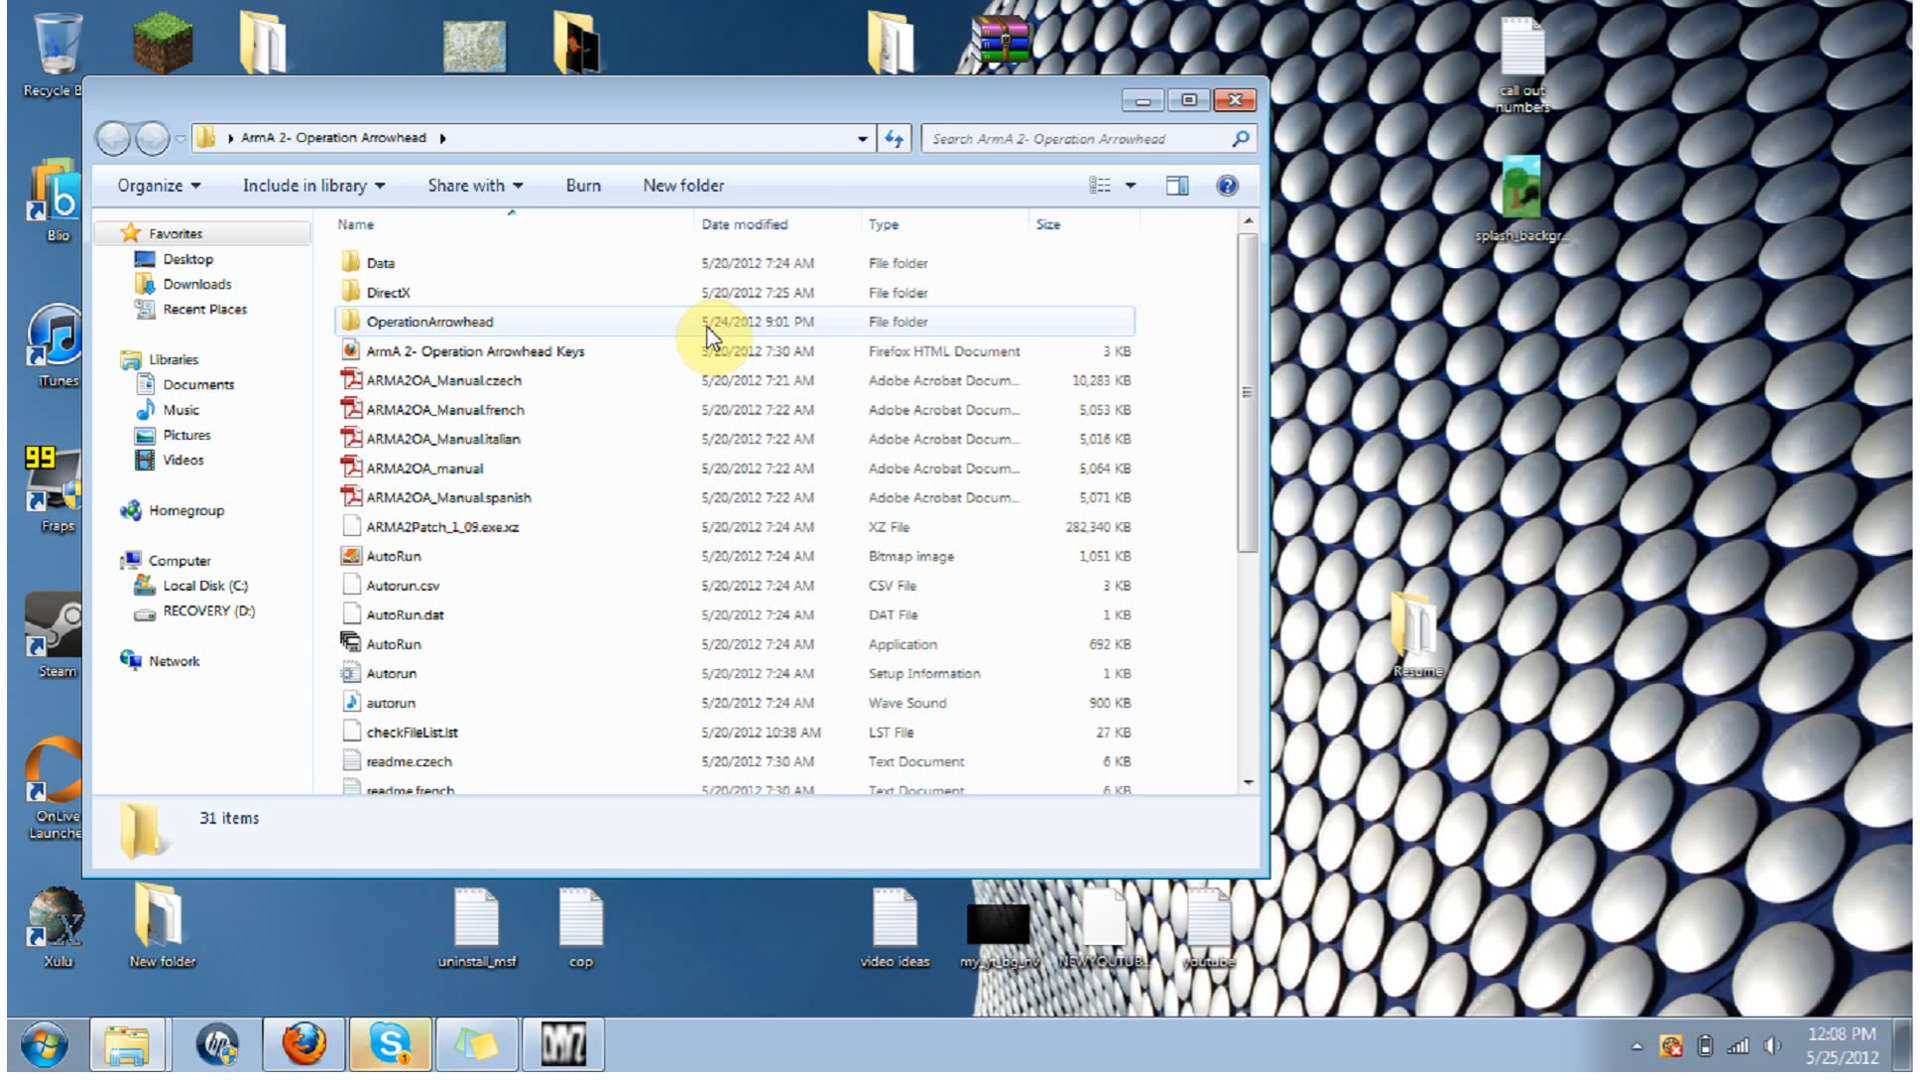 Recycle B
call out
numbers
ArmA 2- Operation Arrowhead
Search ArmA 2- Operation Arrowhead
Organize
Include in library
Share with
Burn
New folder
Name
Date modified
Type
Size
Favorites
Desktop
Downloads
Recent Places
Libraries
Documents
Music
Pictures
Videos
Homegroup
Computer
Local Disk (C:)
RECOVERY (D:)
Network
Data 5/20/2012 7:24 AM File folder
DirectX 5/20/2012 7:25 AM File folder
OperationArrowhead 5/24/2012 9:01 PM File folder
ArmA 2- Operation Arrowhead Keys 5/20/2012 7:30 AM Firefox HTML Document 3 KB
ARMA2OA_Manual.czech 5/20/2012 7:21 AM Adobe Acrobat Docum... 10,283 KB
ARMA2OA_Manual.french 5/20/2012 7:22 AM Adobe Acrobat Docum... 5,053 KB
ARMA2OA_Manual.italian 5/20/2012 7:22 AM Adobe Acrobat Docum... 5,016 KB
ARMA2OA_manual 5/20/2012 7:22 AM Adobe Acrobat Docum... 5,064 KB
ARMA2OA_Manual.spanish 5/20/2012 7:22 AM Adobe Acrobat Docum... 5,071 KB
ARMA2Patch_1_09.exe.xz 5/20/2012 7:24 AM XZ File 282,340 KB
AutoRun 5/20/2012 7:24 AM Bitmap image 1,051 KB
Autorun.csv 5/20/2012 7:24 AM CSV File 3 KB
AutoRun.dat 5/20/2012 7:24 AM DAT File 1 KB
AutoRun 5/20/2012 7:24 AM Application 692 KB
Autorun 5/20/2012 7:24 AM Setup Information 1 KB
autorun 5/20/2012 7:24 AM Wave Sound 900 KB
checkFileList.lst 5/20/2012 10:38 AM LST File 27 KB
readme.czech 5/20/2012 7:30 AM Text Document 6 KB
readme.french 5/20/2012 7:30 AM Text Document 6 KB
31 items
Blio
iTunes
99
Fraps
Steam
OnLive
Launche
Xulu
New folder
uninstall_msf
cop
video ideas
my_yt_bg_nv
NEWYOUTUB...
youtube
splash_backgr...
Resume
hp
S
1
DAYZ
12:08 PM
5/25/2012